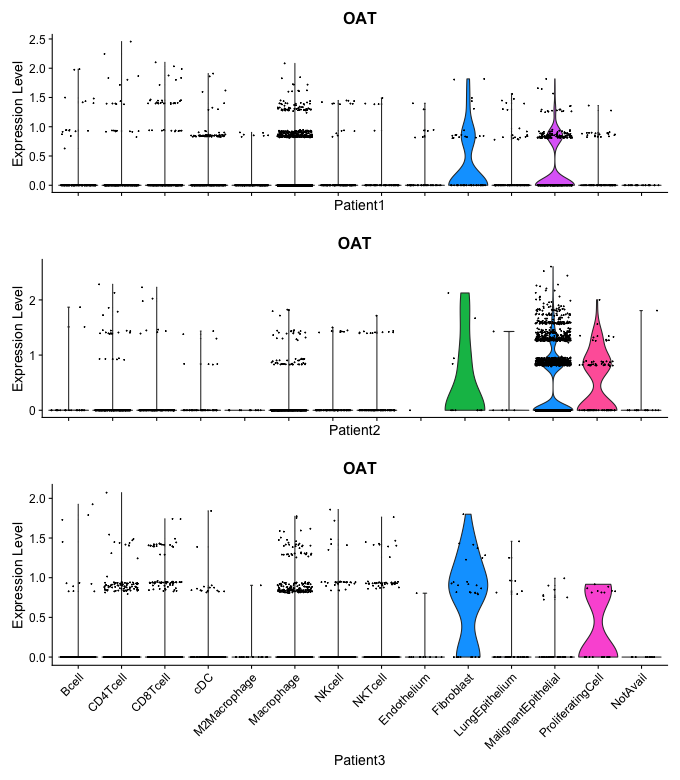 OAT
Expression Level
2.5
2.0
1.5
1.0
0.5
0.0
Patient1
OAT
Expression Level
2
1
0
Patient2
OAT
Expression Level
2.0
1.5
1.0
0.5
0.0
Bcell
CD4Tcell
CD8Tcell
cDC
M2Macrophage
Macrophage
NKcell
NKTcell
Endothelium
Fibroblast
LungEpithelium
MalignantEpithelial
ProliferatingCell
NotAvail
Patient3